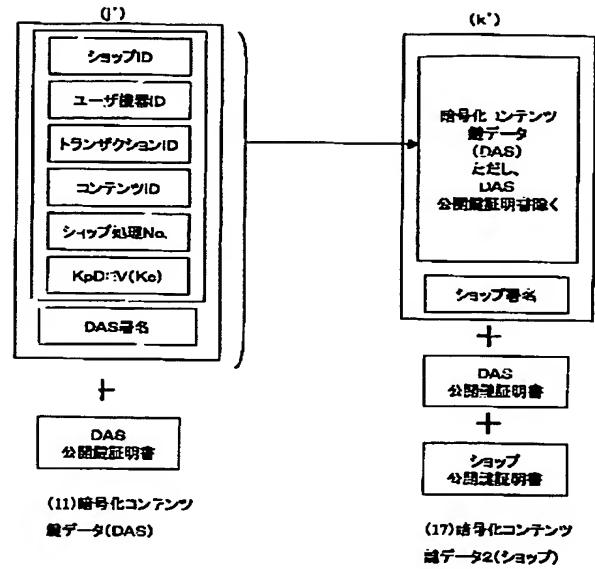 (j')
ショップID
ユーザ機器ID
トランザクションID
コンテンツID
ショップ処理No.
KpDEV(Kc)
DAS署名
+
DAS
公開鍵証明書
(11)暗号化コンテンツ
鍵データ(DAS)
(k')
暗号化コンテンツ
鍵データ
(DAS)
ただし、
DAS
公開鍵証明書除く
ショップ署名
+
DAS
公開鍵証明書
+
ショップ
公開鍵証明書
(17)暗号化コンテンツ
鍵データ2(ショップ)